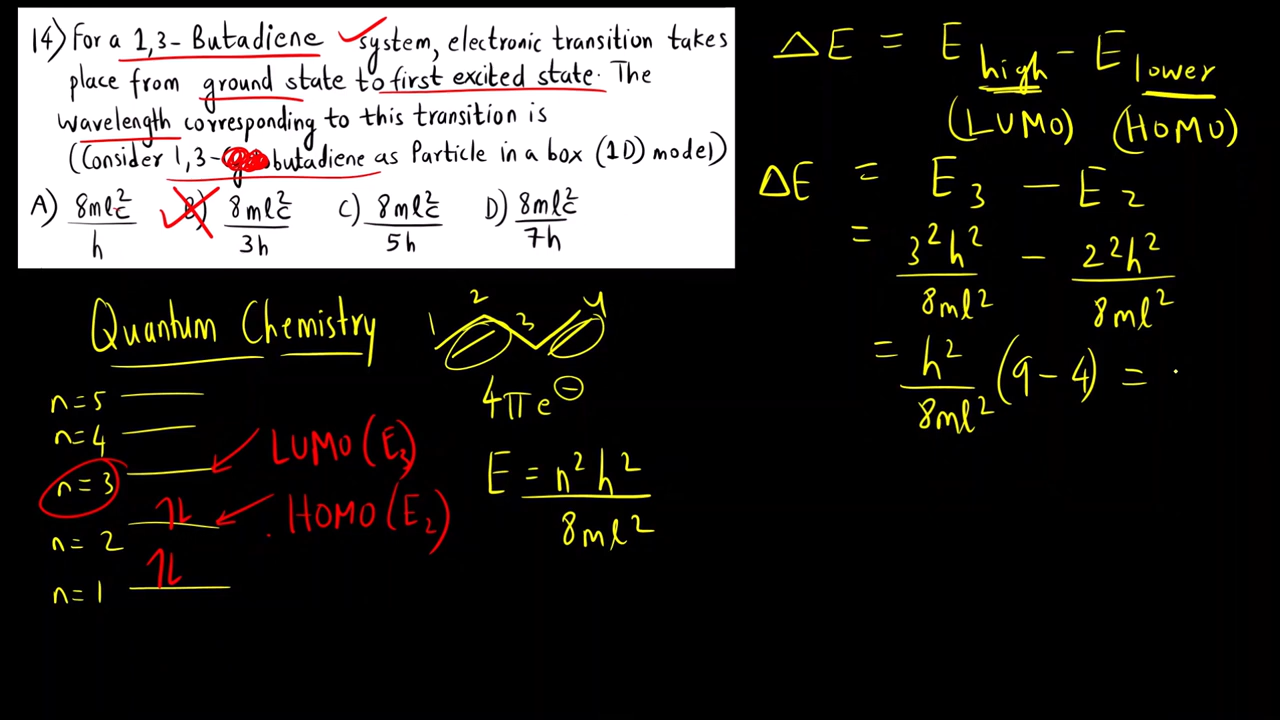 14) For a 1,3-Butadiene system, electronic transition takes
place from ground state to first excited state. The
wavelength corresponding to this transition is
(Consider 1,3- butadiene as Particle in a box (1D) model)
A) 8ml²c/h B) 8ml²c/3h C) 8ml²c/5h D) 8ml²c/7h
Quantum Chemistry
n=5
n=4
n=3
n=2
n=1
LUMO (E₃)
HOMO (E₂)
1 2 3 4
4πe⊖
E = n²h²/8ml²
ΔE = E high - E lower
(LUMO) (HOMO)
ΔE = E₃ - E₂
= 3²h²/8ml² - 2²h²/8ml²
= h²/8ml² (9-4) =